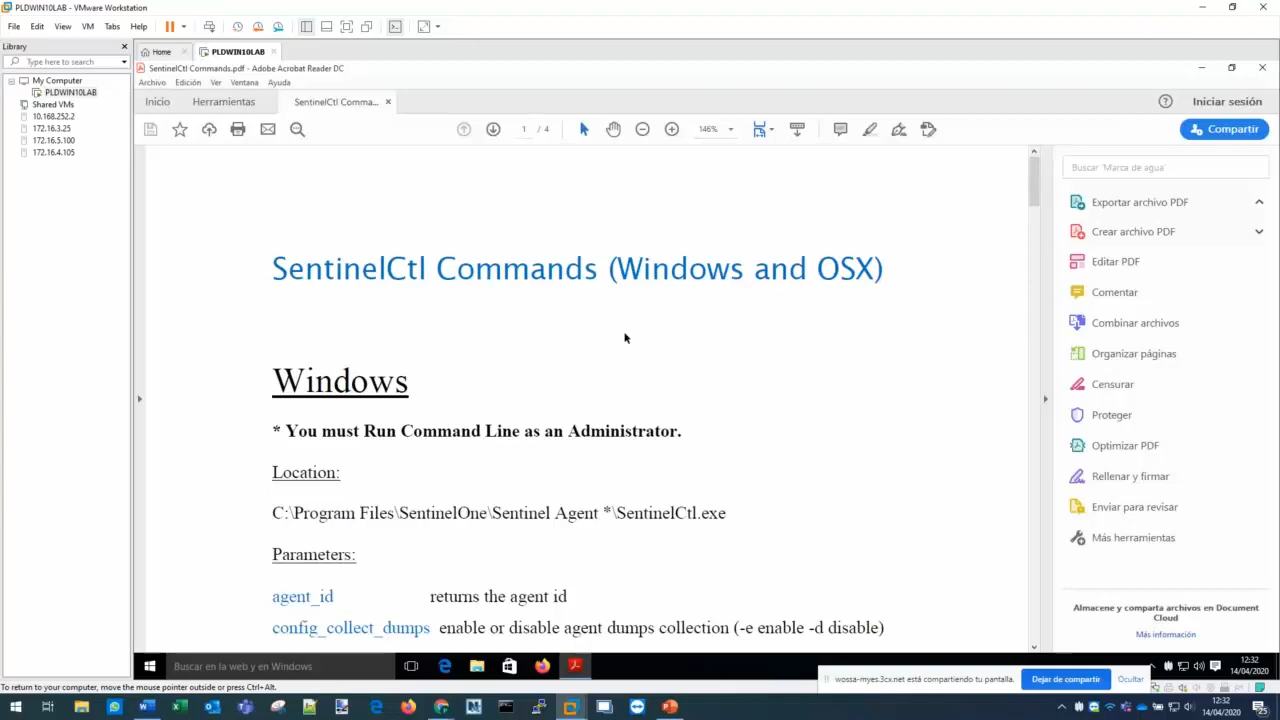 PLDWIN10LAB - VMware Workstation
File Edit View VM Tabs Help
Library
Type here to search
My Computer
PLDWIN10LAB
Shared VMs
10.168.252.2
172.16.3.25
172.16.5.100
172.16.4.105
Home PLDWIN10LAB
SentinelCtl Commands.pdf - Adobe Acrobat Reader DC
Archivo Edición Ver Ventana Ayuda
Inicio Herramientas SentinelCtl Comma... Iniciar sesión
1 / 4 146% Compartir
SentinelCtl Commands (Windows and OSX)
Windows
* You must Run Command Line as an Administrator.
Location:
C:\Program Files\SentinelOne\Sentinel Agent *\SentinelCtl.exe
Parameters:
agent_id returns the agent id
config_collect_dumps enable or disable agent dumps collection (-e enable -d disable)
Buscar 'Marca de agua'
Exportar archivo PDF
Crear archivo PDF
Editar PDF
Comentar
Combinar archivos
Organizar páginas
Censurar
Proteger
Optimizar PDF
Rellenar y firmar
Enviar para revisar
Más herramientas
Almacene y comparta archivos en Document
Cloud
Más información
Buscar en la web y en Windows
12:32
14/04/2020
wossa-myes.3cx.net está compartiendo tu pantalla. Dejar de compartir Ocultar
To return to your computer, move the mouse pointer outside or press Ctrl+Alt.
12:32
14/04/2020
25